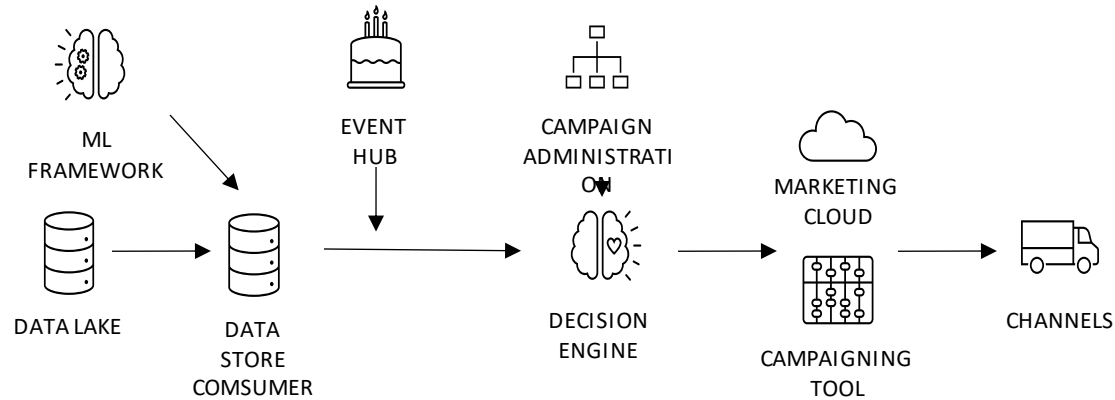 ML
FRAMEWORK
EVENT
HUB
CAMPAIGN
ADMINISTRATI
ON
MARKETING
CLOUD
DATA LAKE
DATA
STORE
COMSUMER
DECISION
ENGINE
CAMPAIGNING
TOOL
CHANNELS